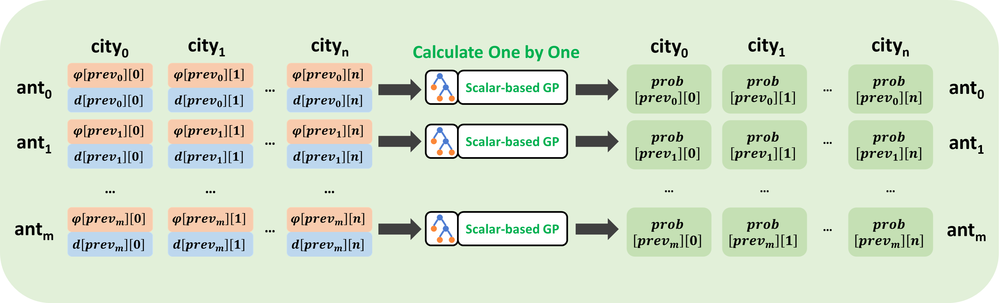 city₀ city₁ cityₙ Calculate One by One city₀ city₁ cityₙ
ant₀ φ[prev₀][0] φ[prev₀][1] ... φ[prev₀][n] Scalar-based GP prob prob ... prob ant₀
d[prev₀][0] d[prev₀][1] d[prev₀][n] [prev₀][0] [prev₀][1] [prev₀][n]
ant₁ φ[prev₁][0] φ[prev₁][1] ... φ[prev₁][n] Scalar-based GP prob prob ... prob ant₁
d[prev₁][0] d[prev₁][1] d[prev₁][n] [prev₁][0] [prev₁][1] [prev₁][n]
... ... ... ... ... ...
antₘ φ[prevₘ][0] φ[prevₘ][1] ... φ[prevₘ][n] Scalar-based GP prob prob ... prob antₘ
d[prevₘ][0] d[prevₘ][1] d[prevₘ][n] [prevₘ][0] [prevₘ][1] [prevₘ][n]